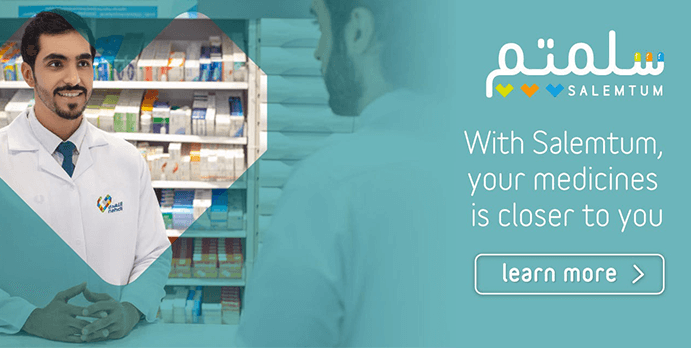 سلمتم
SALEMTUM
With Salemtum,
your medicines
is closer to you
learn more >